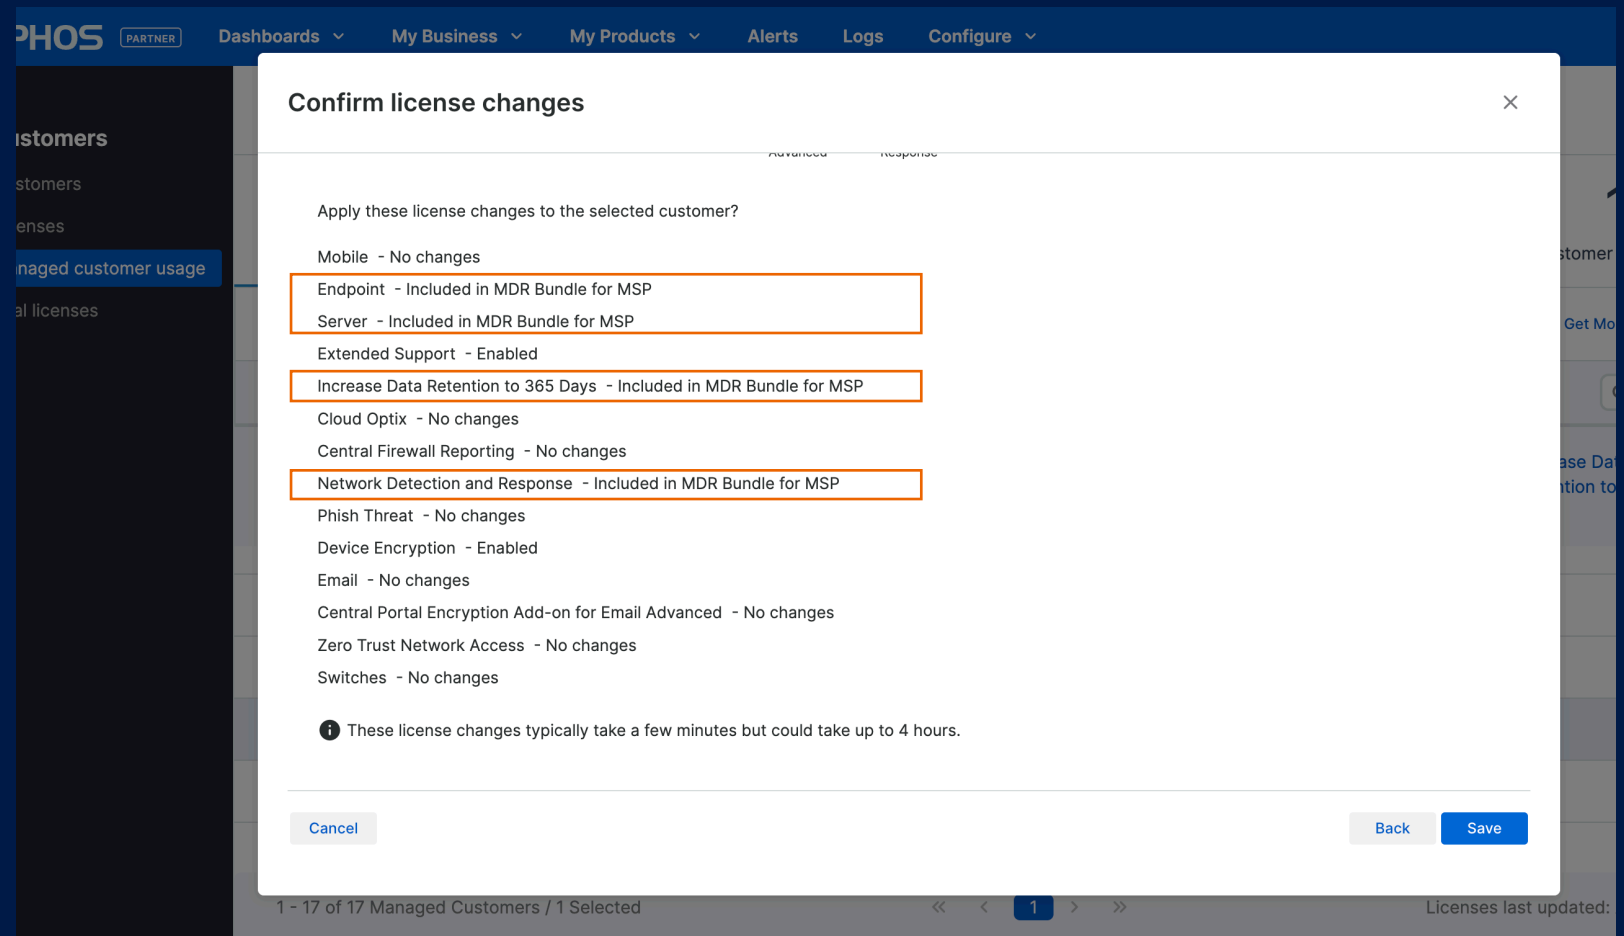 PHOS PARTNER Dashboards My Business My Products Alerts Logs Configure
Confirm license changes
ustomers
stomers
enses
naged customer usage
al licenses
Advanced Response
Apply these license changes to the selected customer?
Mobile - No changes
Endpoint - Included in MDR Bundle for MSP
Server - Included in MDR Bundle for MSP
Extended Support - Enabled
Increase Data Retention to 365 Days - Included in MDR Bundle for MSP
Cloud Optix - No changes
Central Firewall Reporting - No changes
Network Detection and Response - Included in MDR Bundle for MSP
Phish Threat - No changes
Device Encryption - Enabled
Email - No changes
Central Portal Encryption Add-on for Email Advanced - No changes
Zero Trust Network Access - No changes
Switches - No changes
These license changes typically take a few minutes but could take up to 4 hours.
Cancel Back Save
stomer
Get Mo
ase Dat
ntion to
1 - 17 of 17 Managed Customers / 1 Selected 1 Licenses last updated: